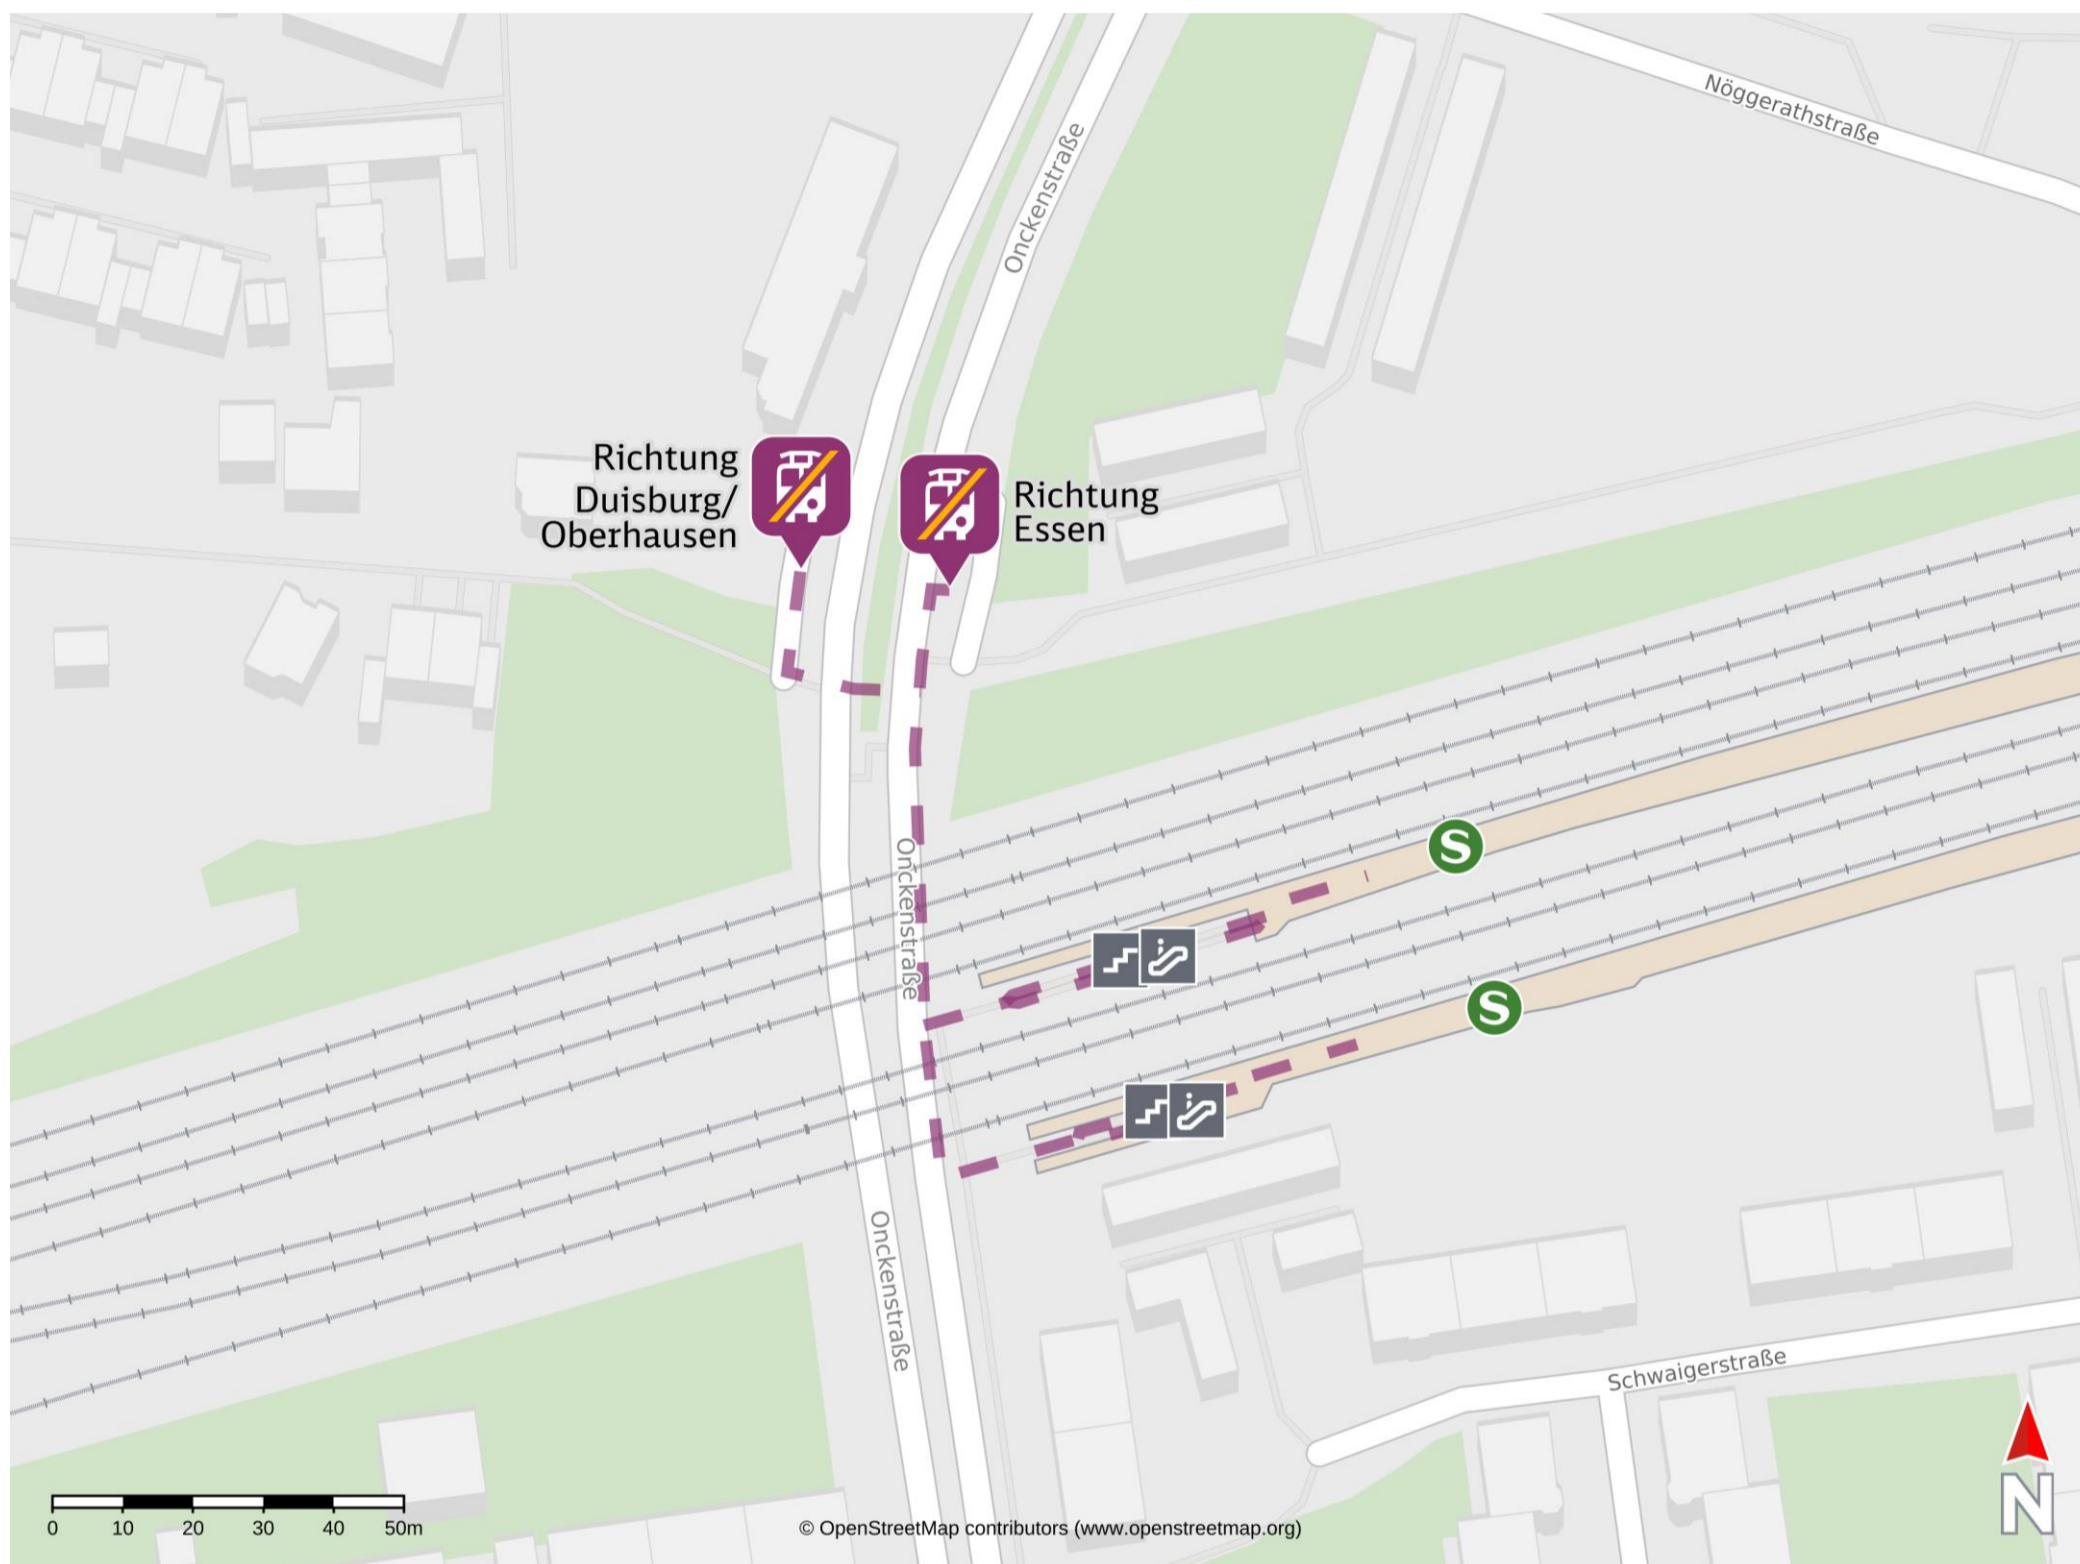 Nöggerathstraße
Onckenstraße
Richtung
Duisburg/
Oberhausen
Richtung
Essen
Onckenstraße
S
S
Onckenstraße
Schwaigerstraße
0 10 20 30 40 50m
© OpenStreetMap contributors (www.openstreetmap.org)
N